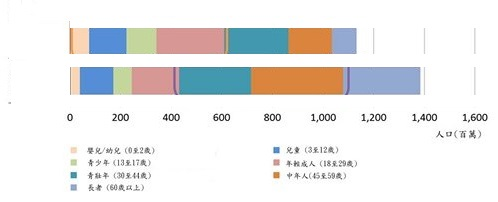 0 200 400 600 800 1,000 1,200 1,400 1,600
人口(百萬)
嬰兒/幼兒 (0至2歲) 兒童 (3至12歲)
青少年 (13至17歲) 年輕成人 (18至29歲)
青壯年 (30至44歲) 中年人(45至59歲)
長者 (60歲以上)